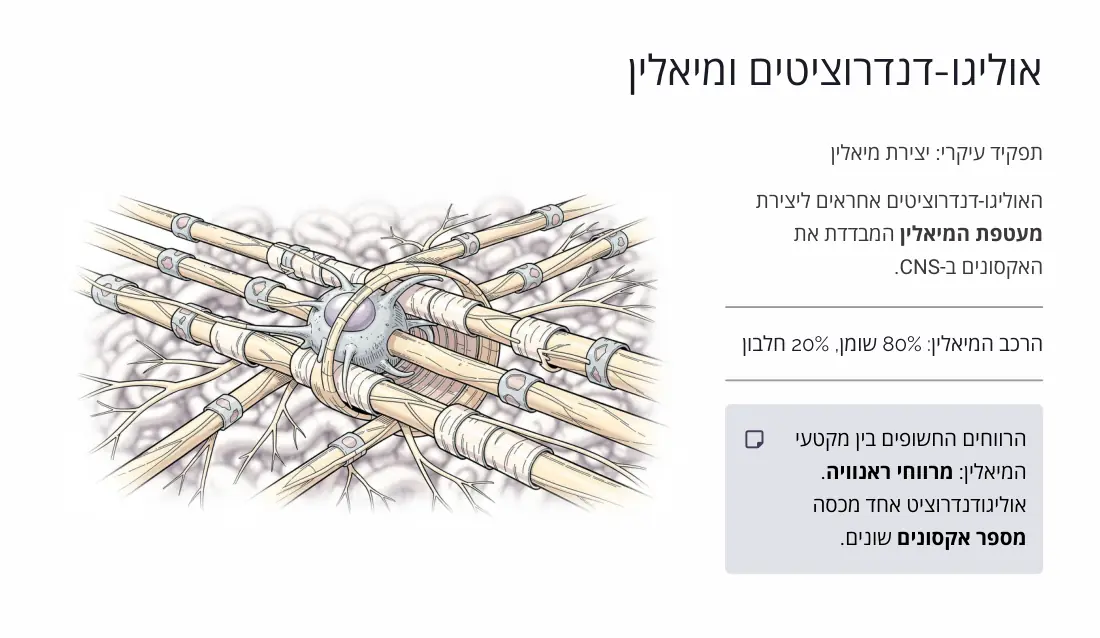 אוליגו-דנדרוציטים ומיאלין
תפקיד עיקרי: יצירת מיאלין
האוליגו-דנדרוציטים אחראים ליצירת
מעטפת המיאלין המבדדת את
האקסונים ב-CNS.
הרכב המיאלין: 80% שומן, 20% חלבון
הרווחים החשופים בין מקטעי
המיאלין: מרווחי ראנוויה.
אוליגודנדרוציט אחד מכסה
מספר אקסונים שונים.